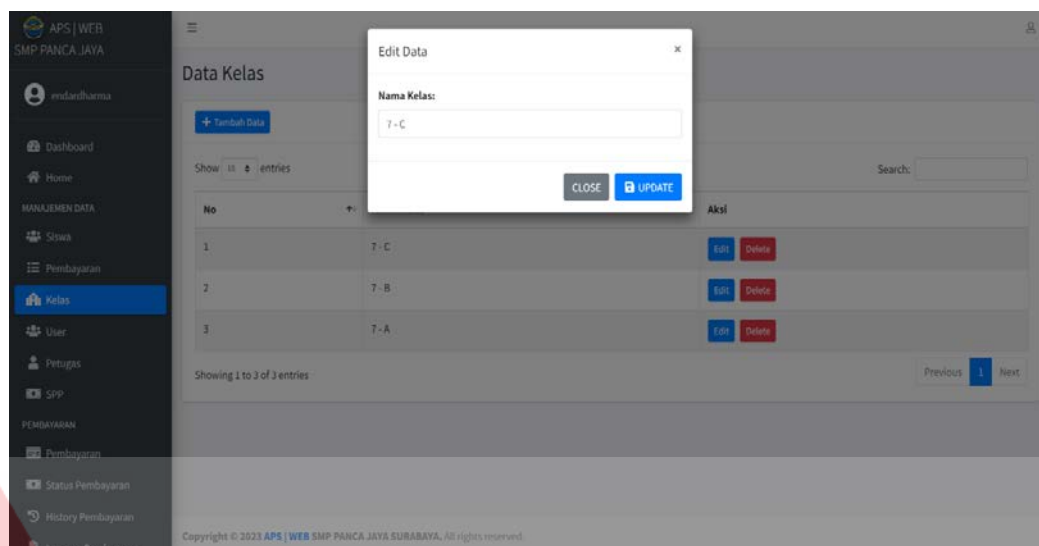 APS | WEB
SMP PANCA JAYA
endardharma
Dashboard
Home
MANAJEMEN DATA
Siswa
Pembayaran
Kelas
User
Petugas
SPP
PEMBAYARAN
Pembayaran
Status Pembayaran
History Pembayaran
Data Kelas
+ Tambah Data
Show 10 entries
Search:
No
Aksi
1 7 - C Edit Delete
2 7 - B Edit Delete
3 7 - A Edit Delete
Showing 1 to 3 of 3 entries
Previous 1 Next
Edit Data ×
Nama Kelas:
7 - C
CLOSE UPDATE
Copyright © 2023 APS | WEB SMP PANCA JAYA SURABAYA. All rights reserved.